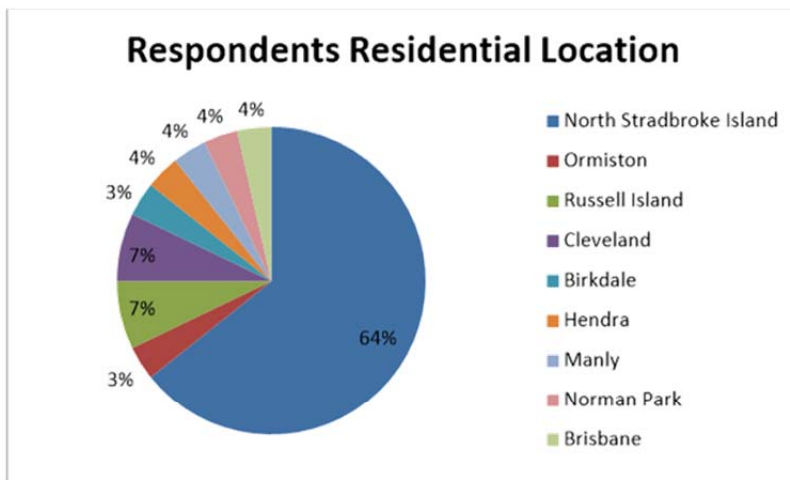 Respondents Residential Location
4%
4%
4%
4%
3%
7%
7%
3%
64%
North Stradbroke Island
Ormiston
Russell Island
Cleveland
Birkdale
Hendra
Manly
Norman Park
Brisbane